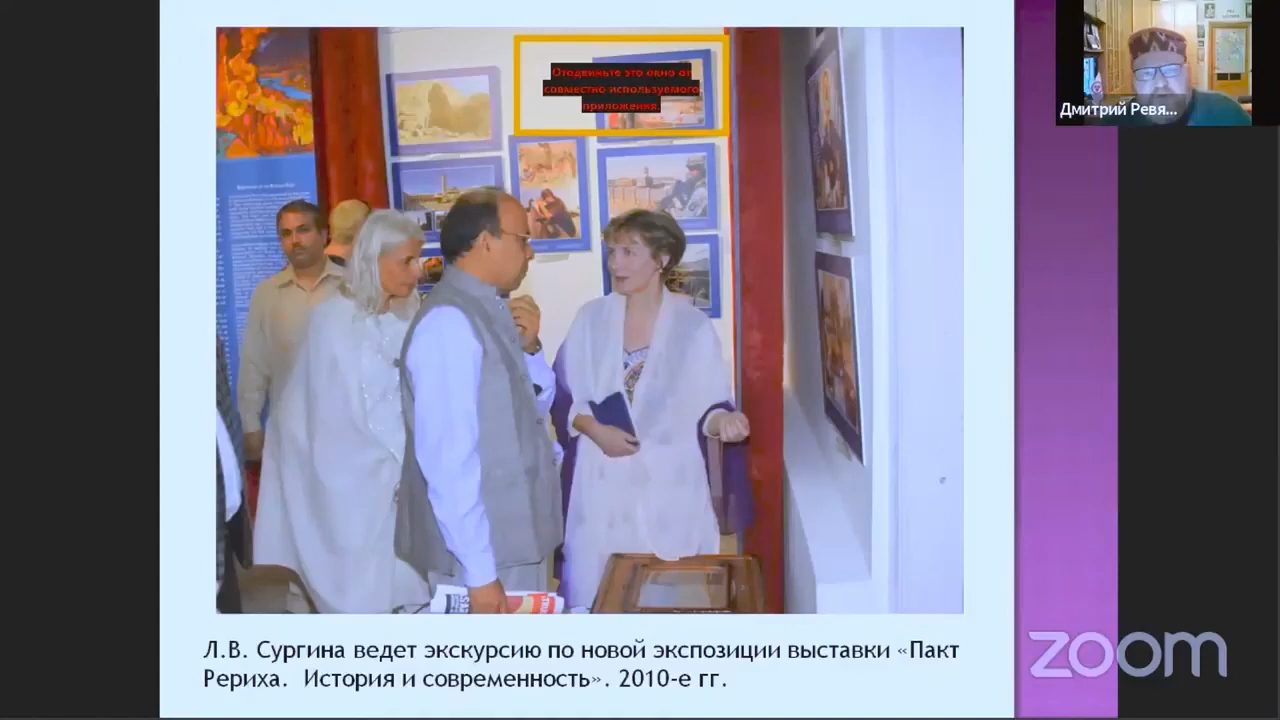 Отодвиньте это окно от
совместно используемого
приложения.
Дмитрий Ревя...
Л.В. Сургина ведет экскурсию по новой экспозиции выставки «Пакт
Рериха. История и современность». 2010-е гг.
zoom